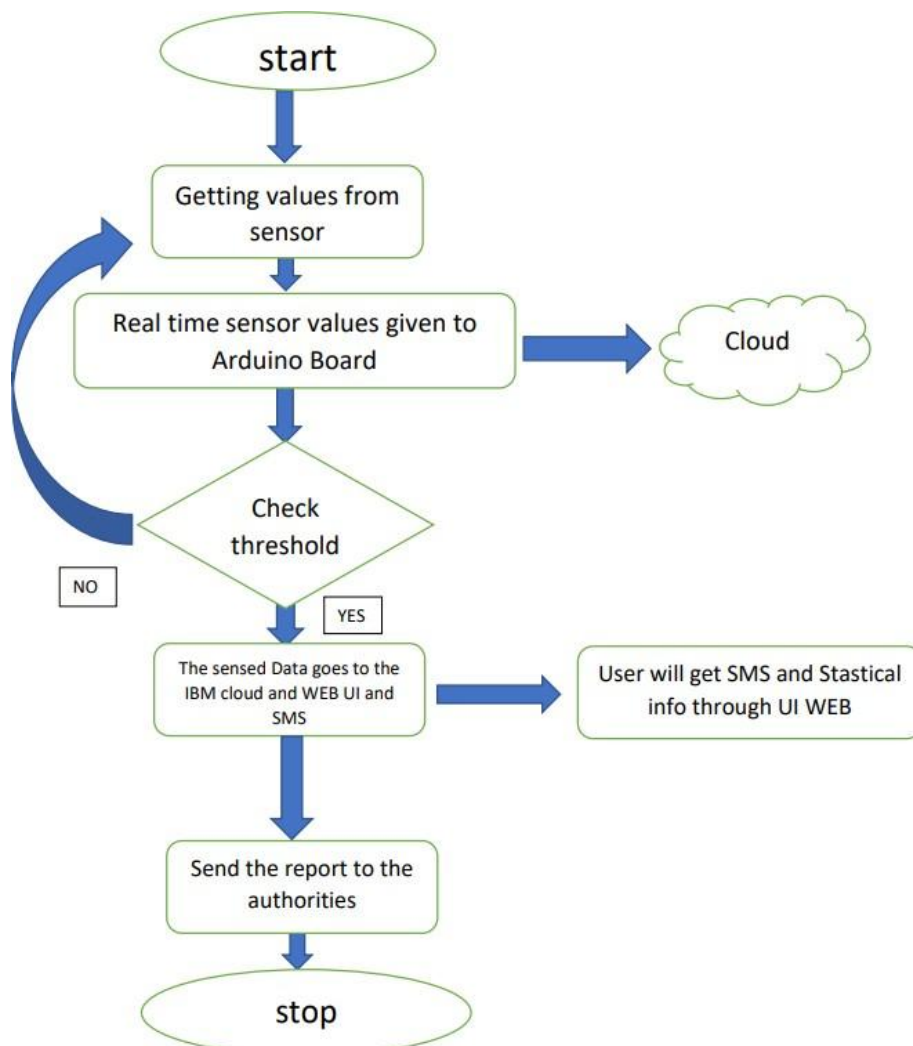 start
Getting values from
sensor
Real time sensor values given to
Arduino Board
Cloud
Check
threshold
NO
YES
The sensed Data goes to the
IBM cloud and WEB UI and
SMS
User will get SMS and Stastical
info through UI WEB
Send the report to the
authorities
stop